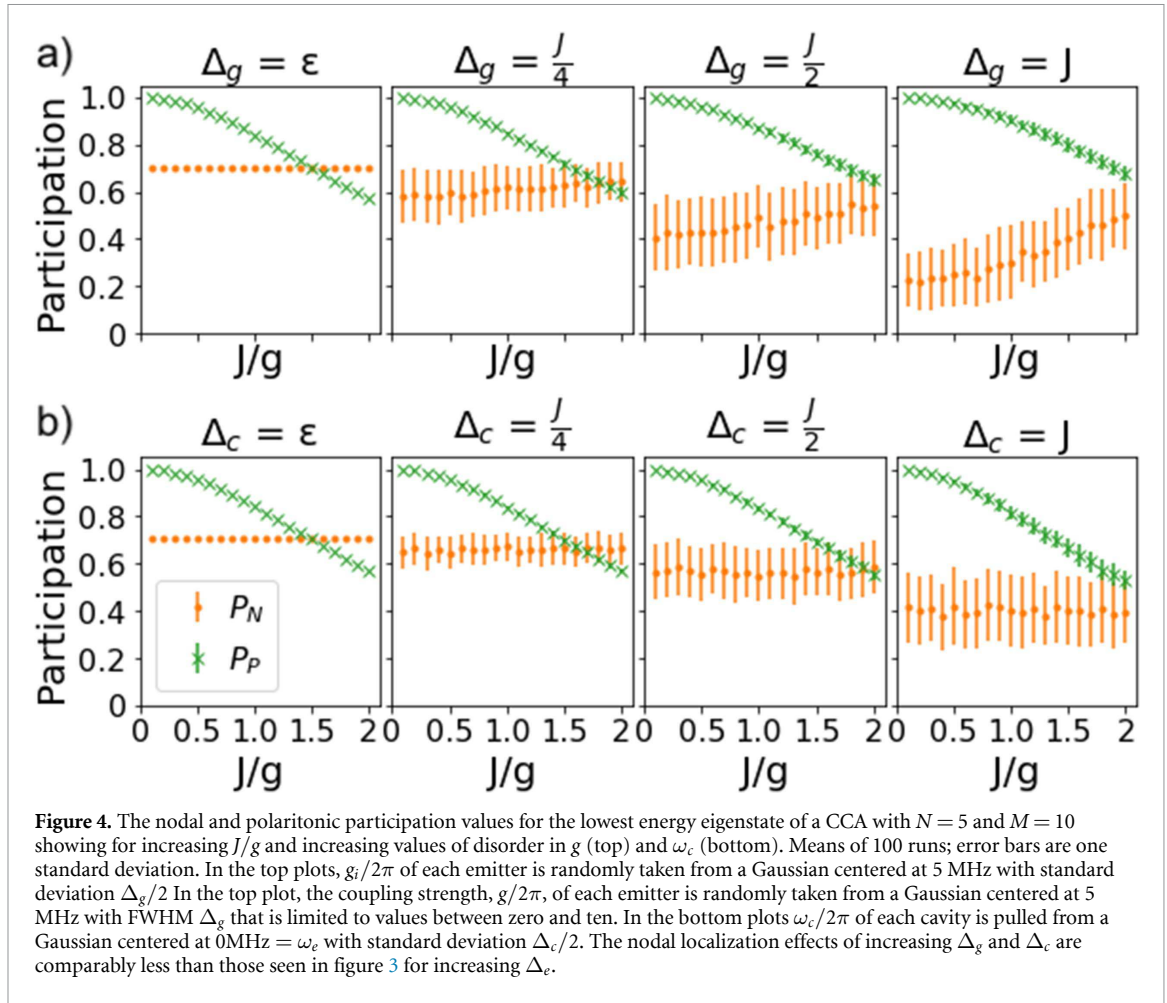 a)
Δg = ε
Δg = J/4
Δg = J/2
Δg = J
Participation
1.0
0.8
0.6
0.4
0.2
0
J/g
J/g
J/g
J/g
b)
Δc = ε
Δc = J/4
Δc = J/2
Δc = J
Participation
1.0
0.8
0.6
0.4
0.2
0
P_N
P_P
0 0.5 1.0 1.5 2 0 0.5 1.0 1.5 2 0 0.5 1.0 1.5 2 0 0.5 1.0 1.5 2
J/g
J/g
J/g
J/g
Figure 4. The nodal and polaritonic participation values for the lowest energy eigenstate of a CCA with N = 5 and M = 10
showing for increasing J/g and increasing values of disorder in g (top) and ωc (bottom). Means of 100 runs; error bars are one
standard deviation. In the top plots, gi/2π of each emitter is randomly taken from a Gaussian centered at 5 MHz with standard
deviation Δg/2 In the top plot, the coupling strength, g/2π, of each emitter is randomly taken from a Gaussian centered at 5
MHz with FWHM Δg that is limited to values between zero and ten. In the bottom plots ωc/2π of each cavity is pulled from a
Gaussian centered at 0MHz = ωe with standard deviation Δc/2. The nodal localization effects of increasing Δg and Δc are
comparably less than those seen in figure 3 for increasing Δe.